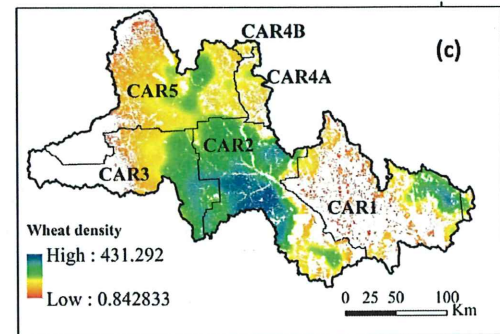 CAR4B
(c)
CAR4A
CAR5
CAR2
CAR3
CAR1
Wheat density
High : 431.292
Low : 0.842833
0 25 50 100
Km